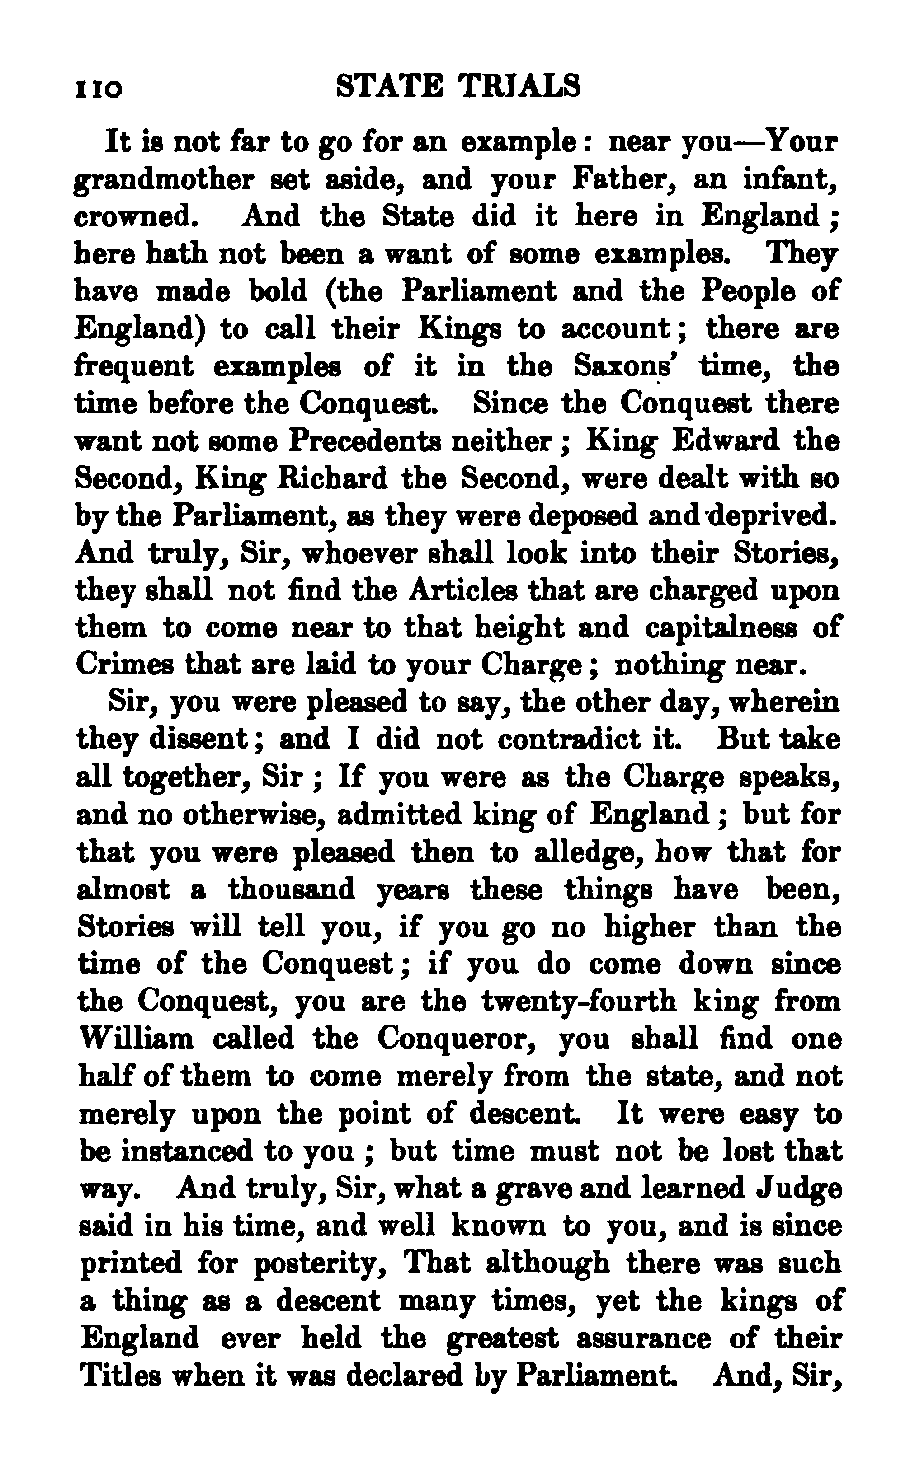 110 STATE TRIALS
It is not far to go for an example : near you—Your
grandmother set aside, and your Father, an infant,
crowned. And the State did it here in England ;
here hath not been a want of some examples. They
have made bold (the Parliament and the People of
England) to call their Kings to account ; there are
frequent examples of it in the Saxons' time, the
time before the Conquest. Since the Conquest there
want not some Precedents neither ; King Edward the
Second, King Richard the Second, were dealt with so
by the Parliament, as they were deposed and deprived.
And truly, Sir, whoever shall look into their Stories,
they shall not find the Articles that are charged upon
them to come near to that height and capitalness of
Crimes that are laid to your Charge ; nothing near.
Sir, you were pleased to say, the other day, wherein
they dissent ; and I did not contradict it. But take
all together, Sir ; If you were as the Charge speaks,
and no otherwise, admitted king of England ; but for
that you were pleased then to alledge, how that for
almost a thousand years these things have been,
Stories will tell you, if you go no higher than the
time of the Conquest ; if you do come down since
the Conquest, you are the twenty-fourth king from
William called the Conqueror, you shall find one
half of them to come merely from the state, and not
merely upon the point of descent. It were easy to
be instanced to you ; but time must not be lost that
way. And truly, Sir, what a grave and learned Judge
said in his time, and well known to you, and is since
printed for posterity, That although there was such
a thing as a descent many times, yet the kings of
England ever held the greatest assurance of their
Titles when it was declared by Parliament. And, Sir,